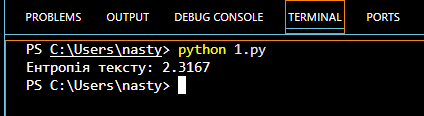 PROBLEMS OUTPUT DEBUG CONSOLE TERMINAL PORTS
PS C:\Users\nasty> python 1.py
Ентропія тексту: 2.3167
PS C:\Users\nasty>